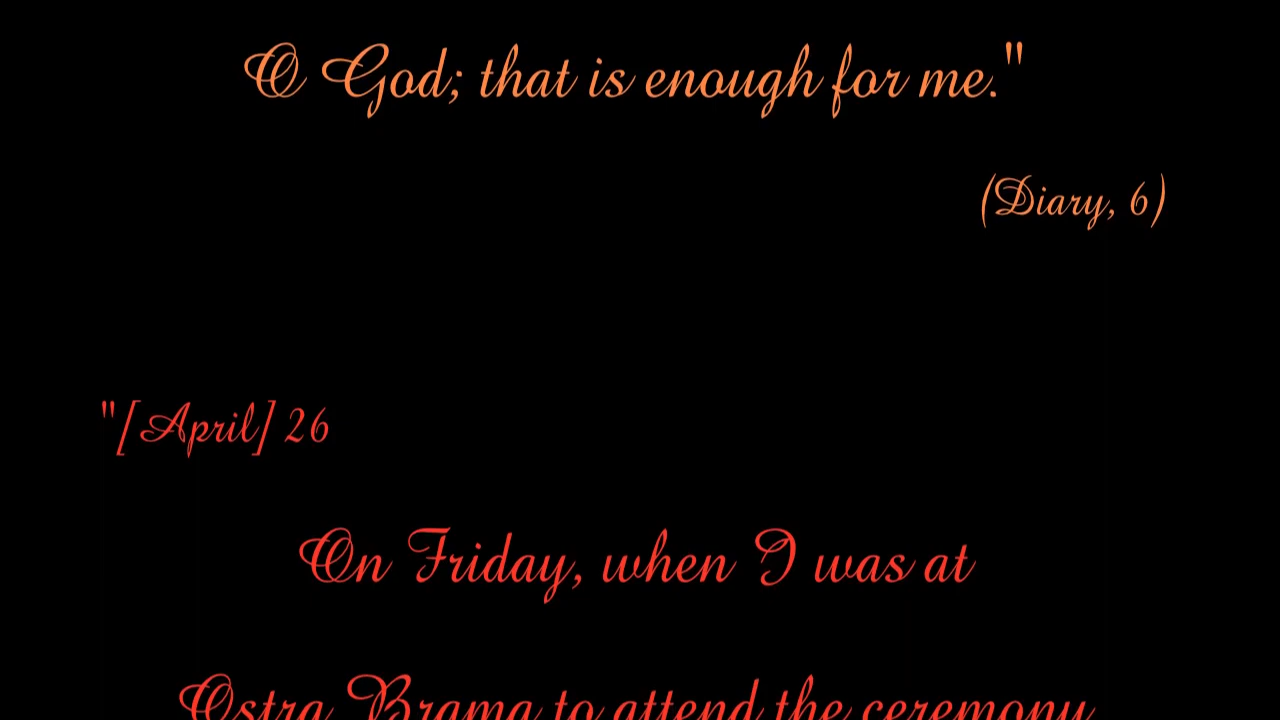 O God; that is enough for me."
(Diary, 6)
"[April] 26
On Friday, when I was at
Ostra Brama to attend the ceremony